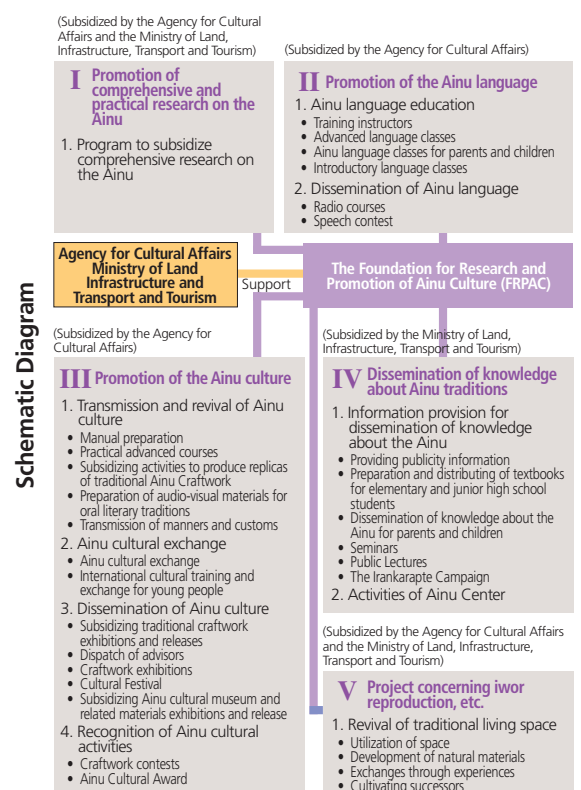 Schematic Diagram
(Subsidized by the Agency for Cultural
Affairs and the Ministry of Land,
Infrastructure, Transport and Tourism)
I Promotion of
comprehensive and
practical research on the
Ainu
1. Program to subsidize
comprehensive research on
the Ainu
(Subsidized by the Agency for Cultural Affairs)
II Promotion of the Ainu language
1. Ainu language education
• Training instructors
• Advanced language classes
• Ainu language classes for parents and children
• Introductory language classes
2. Dissemination of Ainu language
• Radio courses
• Speech contest
Agency for Cultural Affairs
Ministry of Land
Infrastructure and
Transport and Tourism
Support
The Foundation for Research and
Promotion of Ainu Culture (FRPAC)
(Subsidized by the Agency for
Cultural Affairs)
III Promotion of the Ainu culture
1. Transmission and revival of Ainu
culture
• Manual preparation
• Practical advanced courses
• Subsidizing activities to produce replicas
of traditional Ainu Craftwork
• Preparation of audio-visual materials for
oral literary traditions
• Transmission of manners and customs
2. Ainu cultural exchange
• Ainu cultural exchange
• International cultural training and
exchange for young people
3. Dissemination of Ainu culture
• Subsidizing traditional craftwork
exhibitions and releases
• Dispatch of advisors
• Craftwork exhibitions
• Cultural Festival
• Subsidizing Ainu cultural museum and
related materials exhibitions and release
4. Recognition of Ainu cultural
activities
• Craftwork contests
• Ainu Cultural Award
(Subsidized by the Ministry of Land,
Infrastructure, Transport and Tourism)
IV Dissemination of knowledge
about Ainu traditions
1. Information provision for
dissemination of knowledge
about the Ainu
• Providing publicity information
• Preparation and distributing of textbooks
for elementary and junior high school
students
• Dissemination of knowledge about the
Ainu for parents and children
• Seminars
• Public Lectures
• The Irankarapte Campaign
2. Activities of Ainu Center
(Subsidized by the Agency for Cultural Affairs
and the Ministry of Land, Infrastructure,
Transport and Tourism)
V Project concerning iwor
reproduction, etc.
1. Revival of traditional living space
• Utilization of space
• Development of natural materials
• Exchanges through experiences
• Cultivating successors